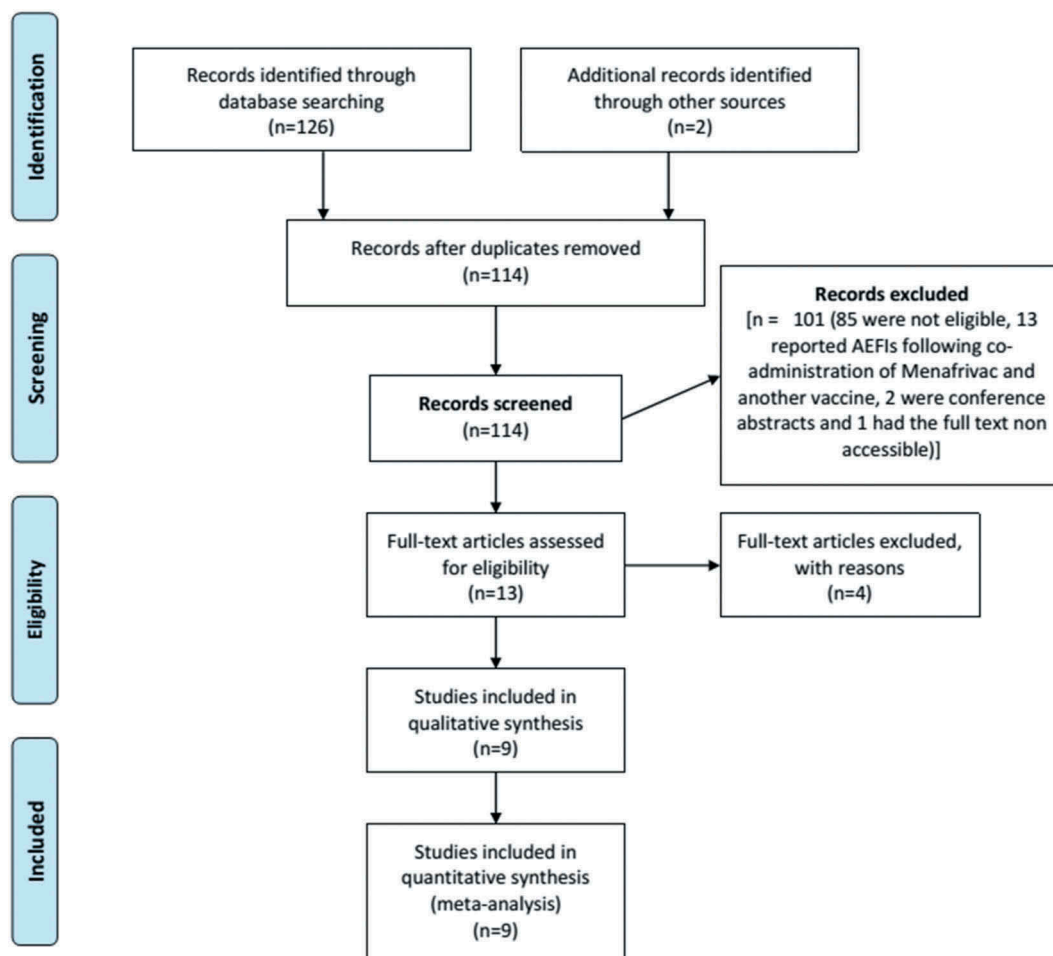 Identification
Records identified through
database searching
(n=126)
Additional records identified
through other sources
(n=2)
Records after duplicates removed
(n=114)
Screening
Records screened
(n=114)
Records excluded
[n = 101 (85 were not eligible, 13
reported AEFIs following co-
administration of Menafrivac and
another vaccine, 2 were conference
abstracts and 1 had the full text non
accessible)]
Eligibility
Full-text articles assessed
for eligibility
(n=13)
Full-text articles excluded,
with reasons
(n=4)
Studies included in
qualitative synthesis
(n=9)
Included
Studies included in
quantitative synthesis
(meta-analysis)
(n=9)